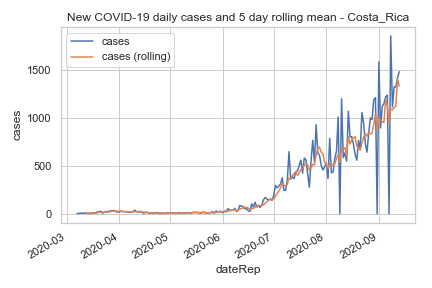 New COVID-19 daily cases and 5 day rolling mean - Costa_Rica
cases
cases (rolling)
1500
1000
500
0
cases
2020-03
2020-04
2020-05
2020-06
2020-07
2020-08
2020-09
dateRep